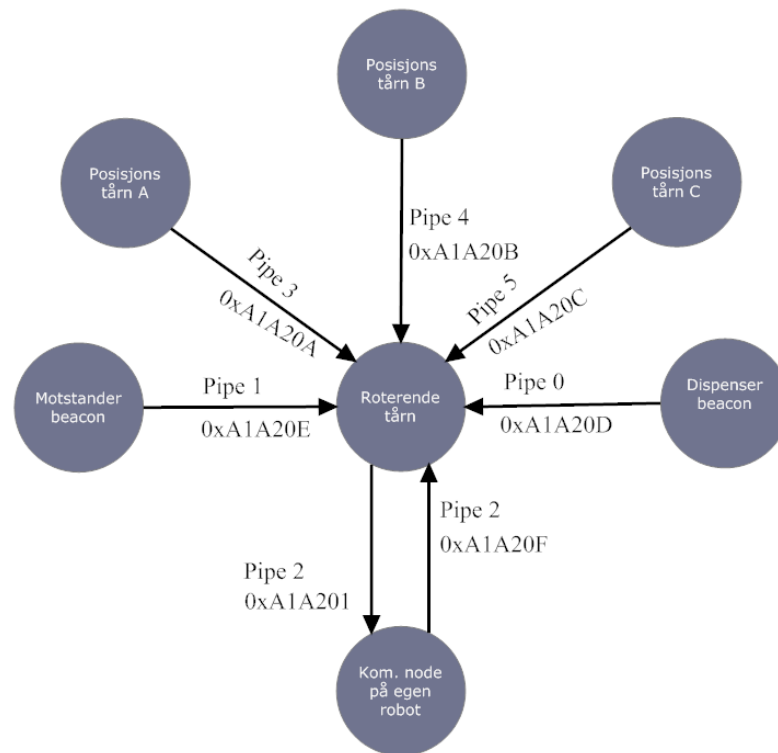 Posisjons
tårn B
Posisjons
tårn A
Posisjons
tårn C
Pipe 4
0xA1A20B
Pipe 3
0xA1A20A
Pipe 5
0xA1A20C
Motstander
beacon
Pipe 1
0xA1A20E
Roterende
tårn
Pipe 0
0xA1A20D
Dispenser
beacon
Pipe 2
0xA1A201
Pipe 2
0xA1A20F
Kom. node
på egen
robot